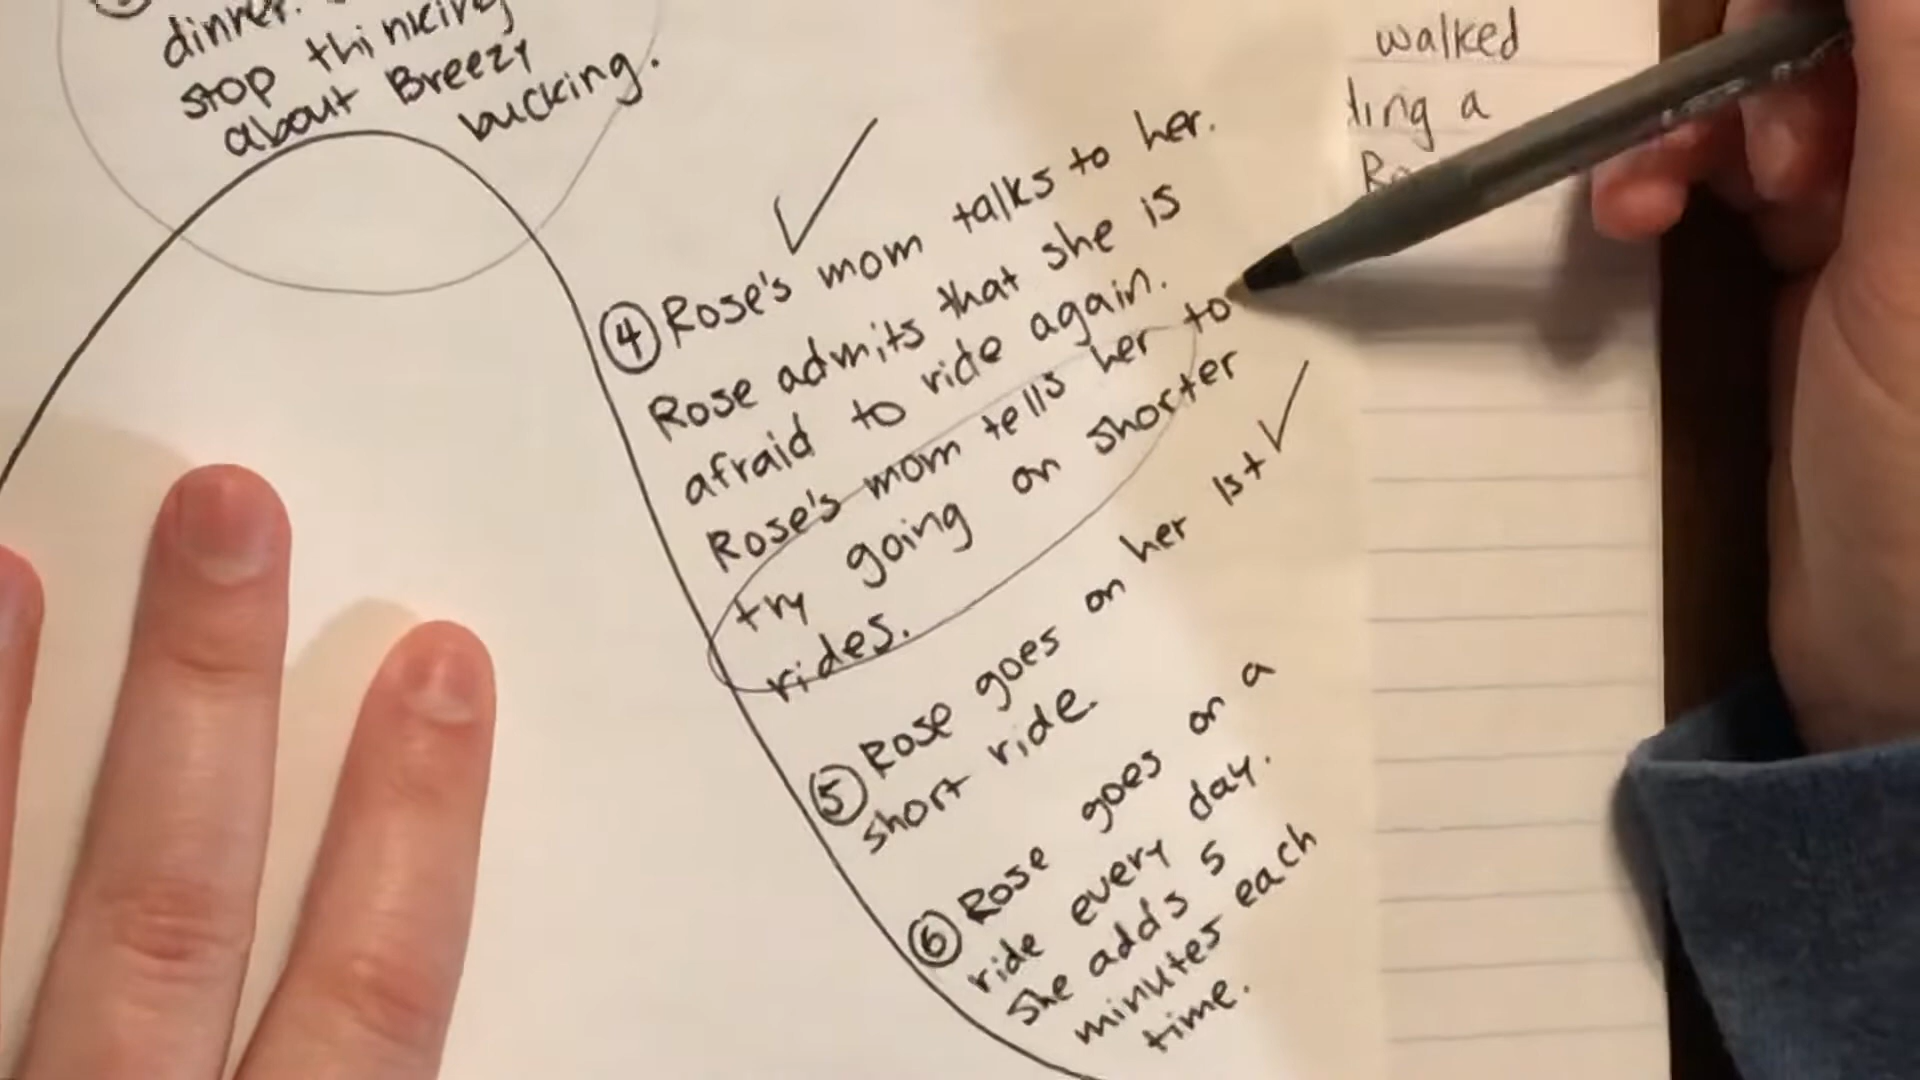 dinner.
stop thinking
about Breezy
bucking.
walked
ting a
④ Rose's mom talks to her.
Rose admits that she is
afraid to ride again.
Rose's mom tells her to
try going on shorter
rides.
⑤ Rose goes on her 1st
short ride.
⑥ Rose goes on a
ride every day.
She adds 5
minutes each
time.